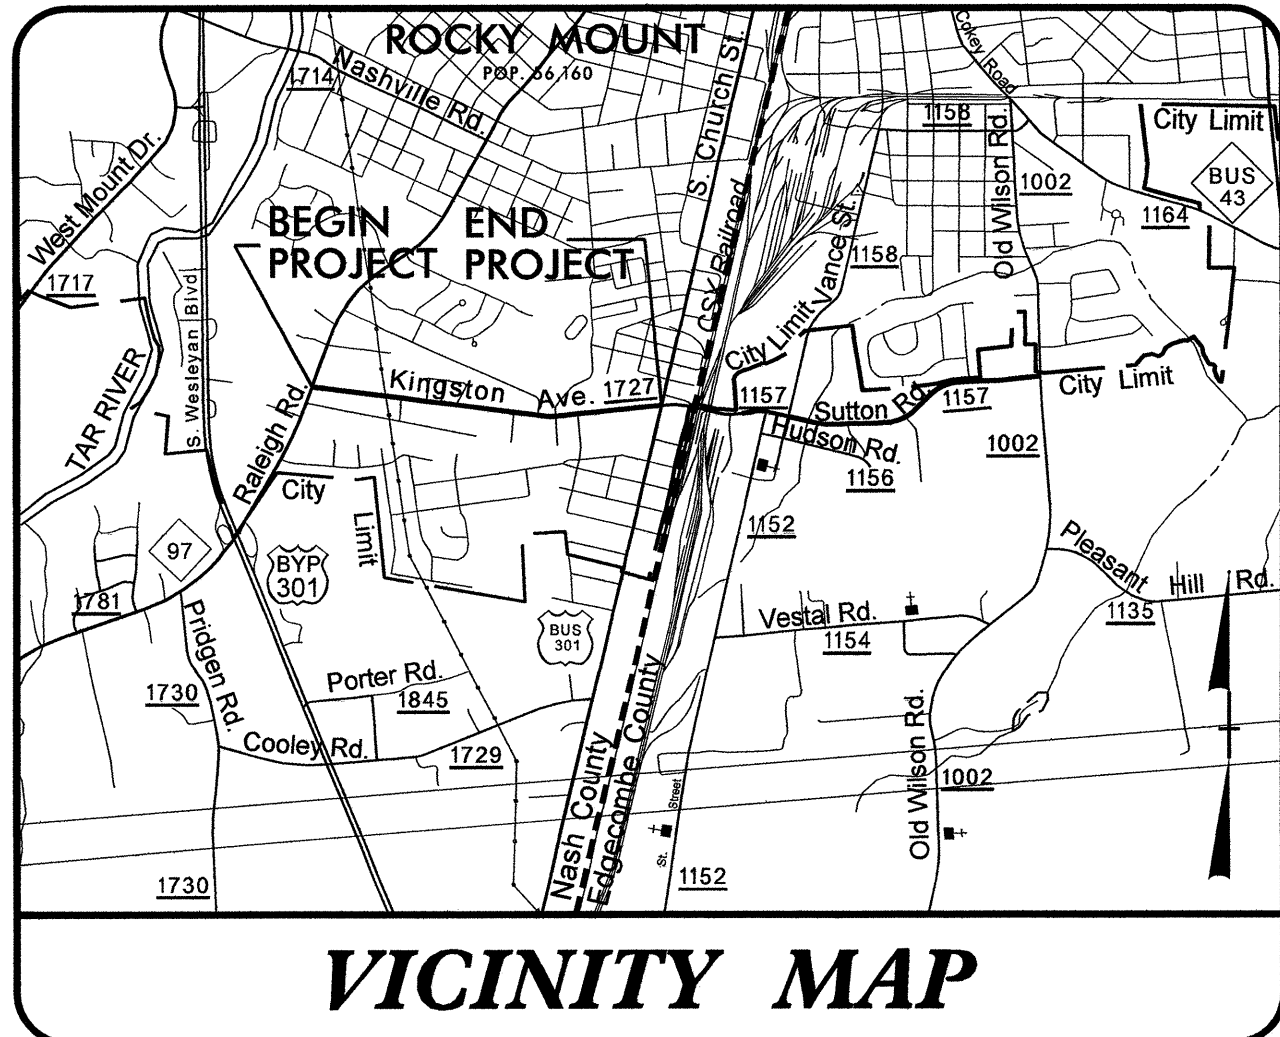 ROCKY MOUNT
POP. 56,160
Cokey Road
1714
Nashville Rd.
S. Church St.
1158
Old Wilson Rd.
City Limit
West Mount Dr.
BUS
43
1002
1164
BEGIN
PROJECT
END
PROJECT
CSX Railroad
Vance St.
1158
1717
S. Wesleyan Blvd
City Limit
TAR RIVER
Kingston Ave.
1727
1157
Sutton Rd.
1157
City Limit
Raleigh Rd.
Hudson Rd.
1156
1002
City
Limit
1152
97
BYP
301
Pleasant Hill Rd.
1135
1781
Pridgen Rd.
BUS
301
Vestal Rd.
1154
Porter Rd.
1845
1730
Cooley Rd.
1729
Old Wilson Rd.
1002
Nash County
Edgecombe County
Street
St.
1730
1152
VICINITY MAP